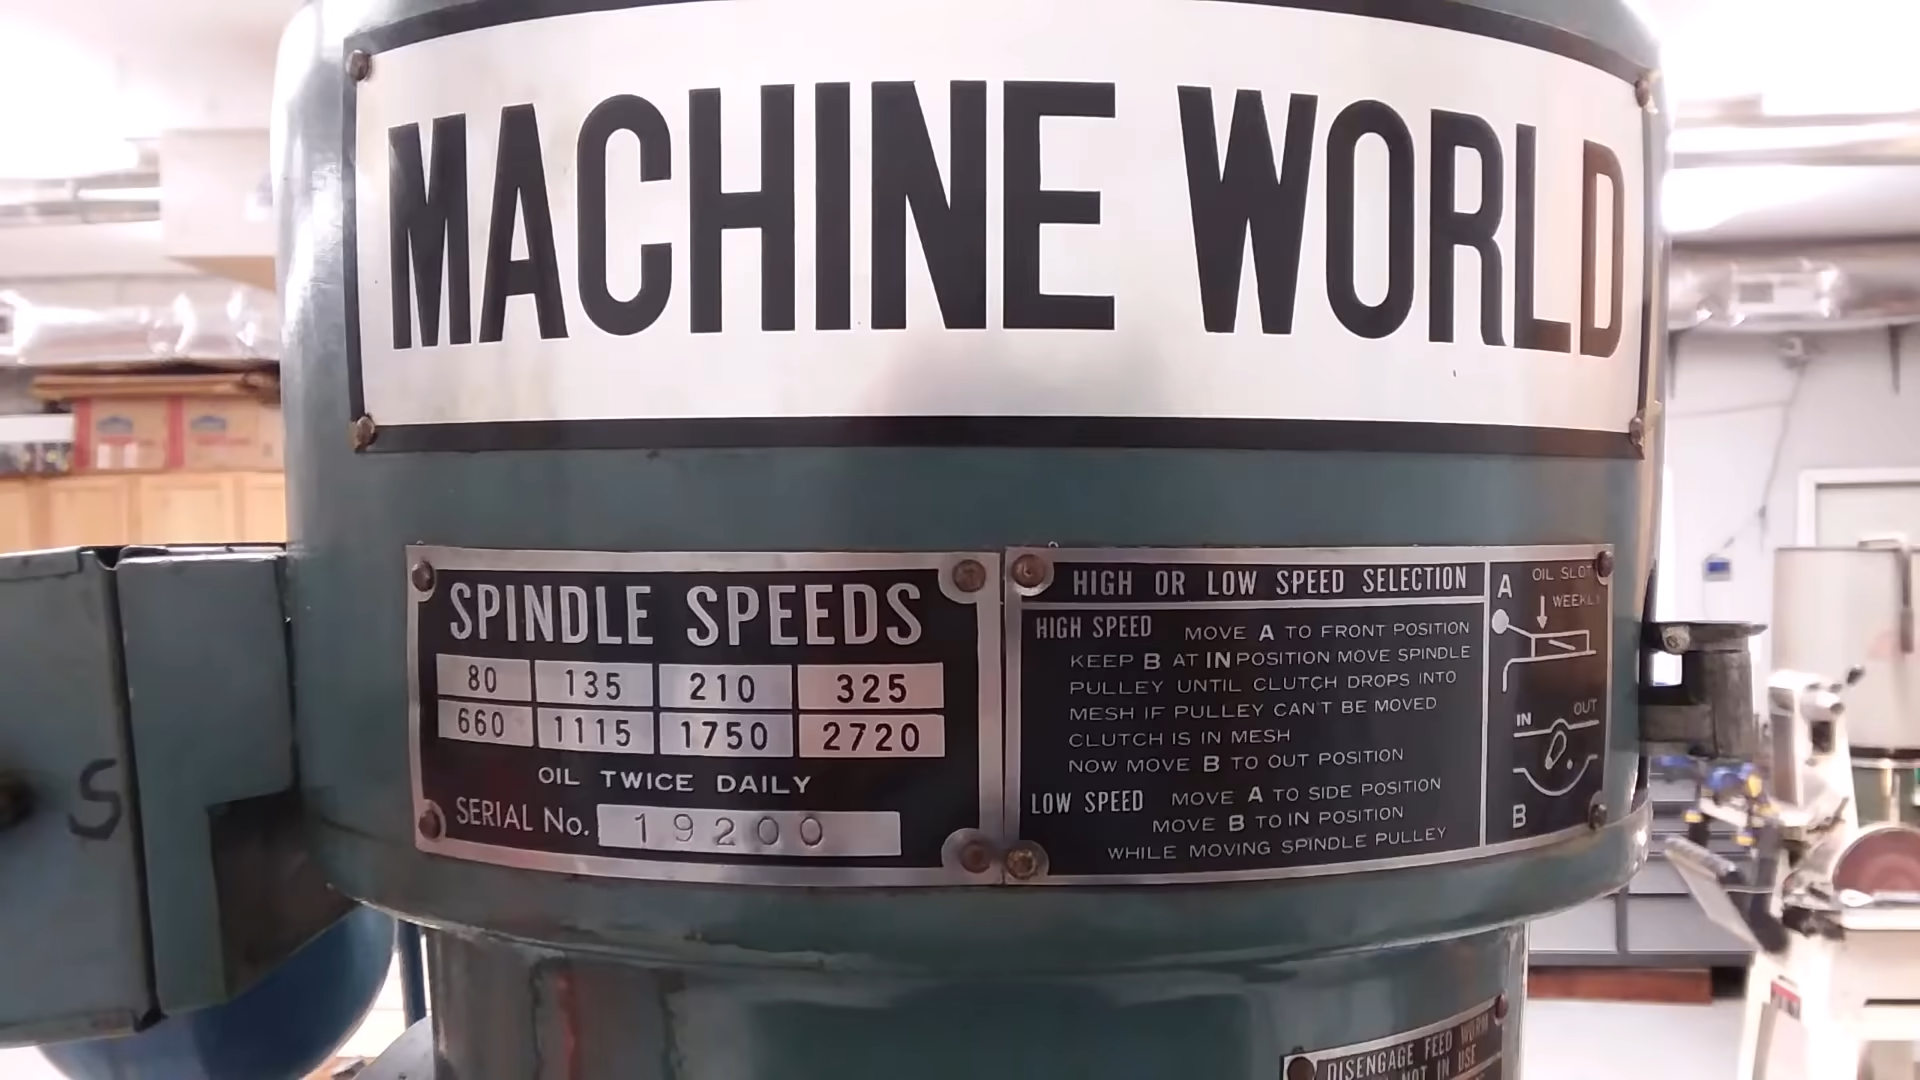 MACHINE WORLD
SPINDLE SPEEDS
80 135 210 325
660 1115 1750 2720
OIL TWICE DAILY
SERIAL No. 19200
HIGH OR LOW SPEED SELECTION
HIGH SPEED MOVE A TO FRONT POSITION
KEEP B AT IN POSITION MOVE SPINDLE
PULLEY UNTIL CLUTCH DROPS INTO
MESH IF PULLEY CAN'T BE MOVED
CLUTCH IS IN MESH
NOW MOVE B TO OUT POSITION
LOW SPEED MOVE A TO SIDE POSITION
MOVE B TO IN POSITION
WHILE MOVING SPINDLE PULLEY
A
OIL SLOT
WEEKLY
IN OUT
B
S
DISENGAGE FEED WORM
NOT IN USE